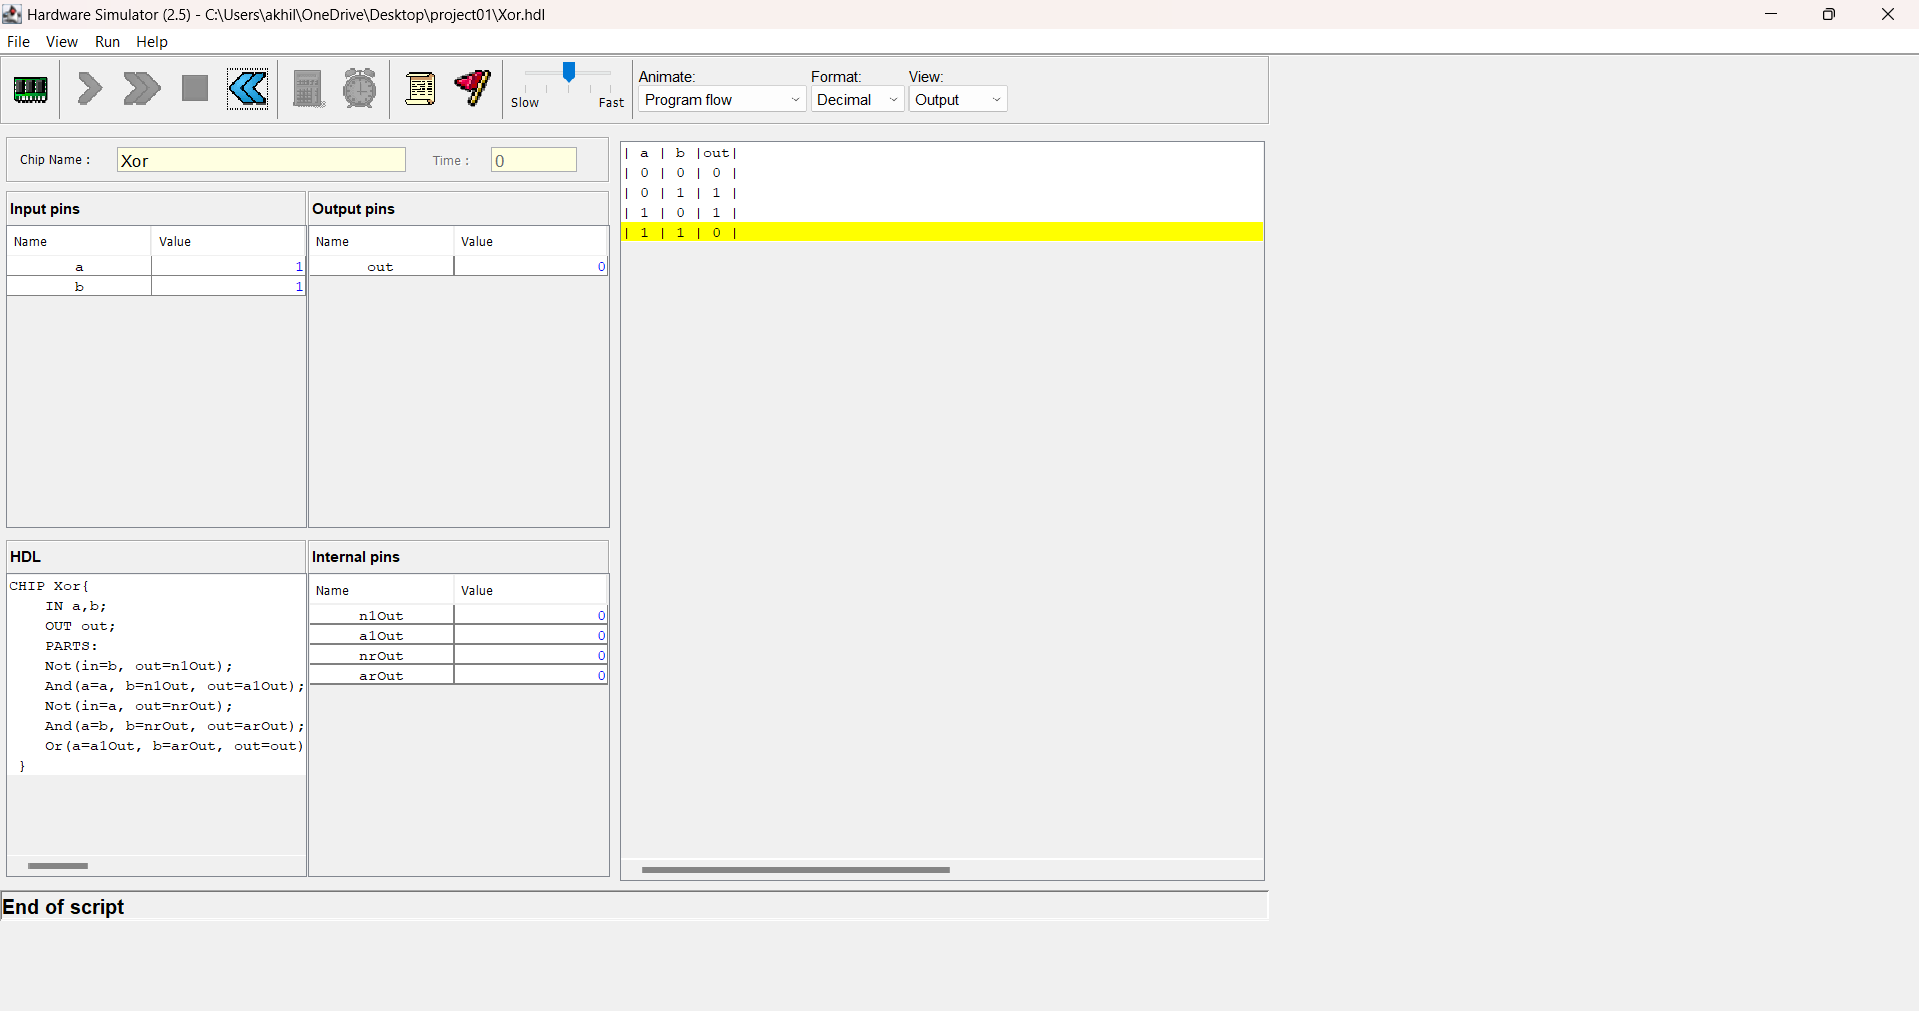 Hardware Simulator (2.5) - C:\Users\akhil\OneDrive\Desktop\project01\Xor.hdl
File View Run Help
Slow Fast
Animate: Format: View:
Program flow Decimal Output
Chip Name : Xor Time : 0
Input pins
Name Value
a 1
b 1
Output pins
Name Value
out 0
HDL
CHIP Xor{
IN a,b;
OUT out;
PARTS:
Not(in=b, out=n1Out);
And(a=a, b=n1Out, out=a1Out);
Not(in=a, out=nrOut);
And(a=b, b=nrOut, out=arOut);
Or(a=a1Out, b=arOut, out=out)
}
Internal pins
Name Value
n1Out 0
a1Out 0
nrOut 0
arOut 0
| a | b |out|
| 0 | 0 | 0 |
| 0 | 1 | 1 |
| 1 | 0 | 1 |
| 1 | 1 | 0 |
End of script